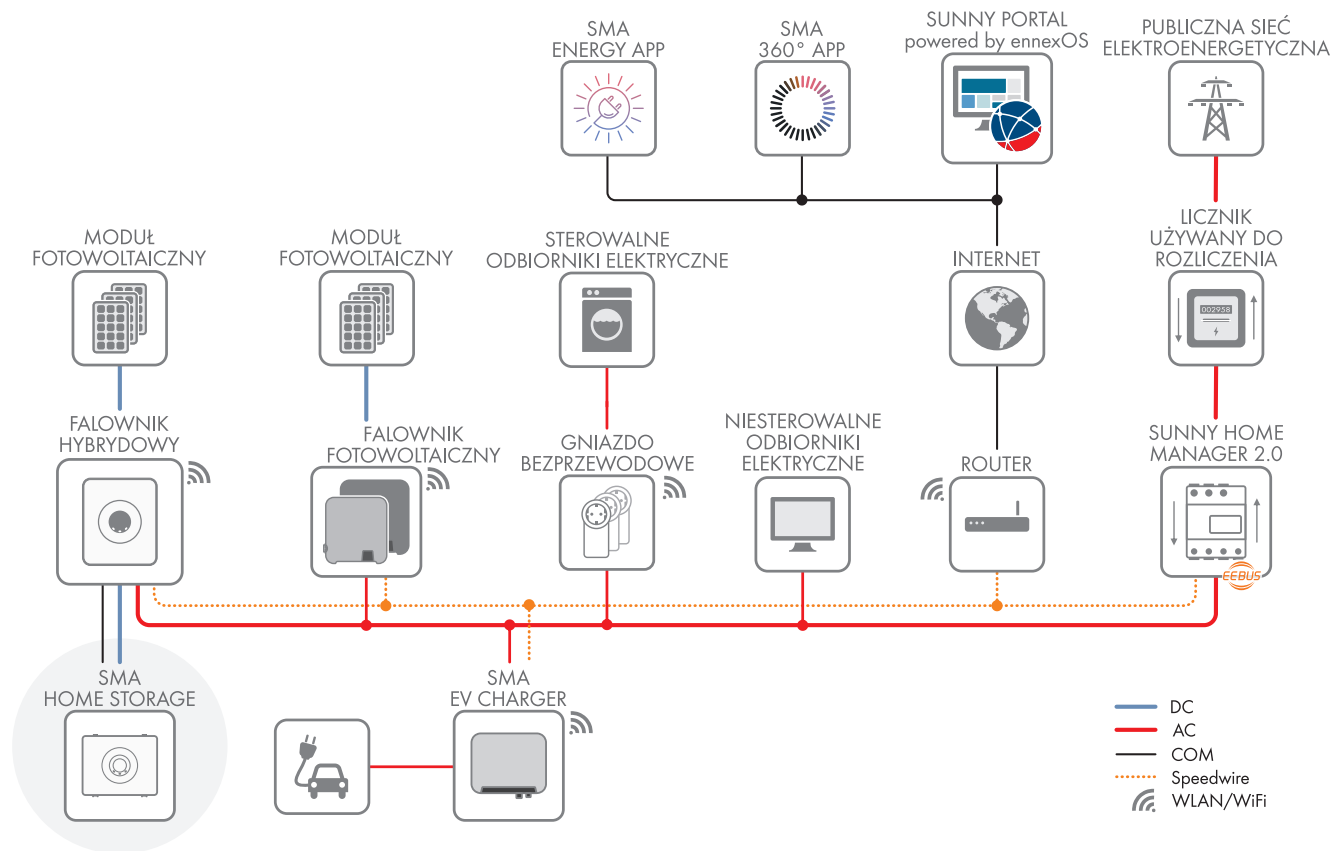 SMA
ENERGY APP
SMA
360° APP
SUNNY PORTAL
powered by ennexOS
PUBLICZNA SIEĆ
ELEKTROENERGETYCZNA
MODUŁ
FOTOWOLTAICZNY
MODUŁ
FOTOWOLTAICZNY
STEROWALNE
ODBIORNIKI ELEKTRYCZNE
INTERNET
LICZNIK
UŻYWANY DO
ROZLICZENIA
002958
FALOWNIK
HYBRYDOWY
FALOWNIK
FOTOWOLTAICZNY
GNIAZDO
BEZPRZEWODOWE
NIESTEROWALNE
ODBIORNIKI
ELEKTRYCZNE
ROUTER
SUNNY HOME
MANAGER 2.0
EEBUS
SMA
HOME STORAGE
SMA
EV CHARGER
DC
AC
COM
Speedwire
WLAN/WiFi